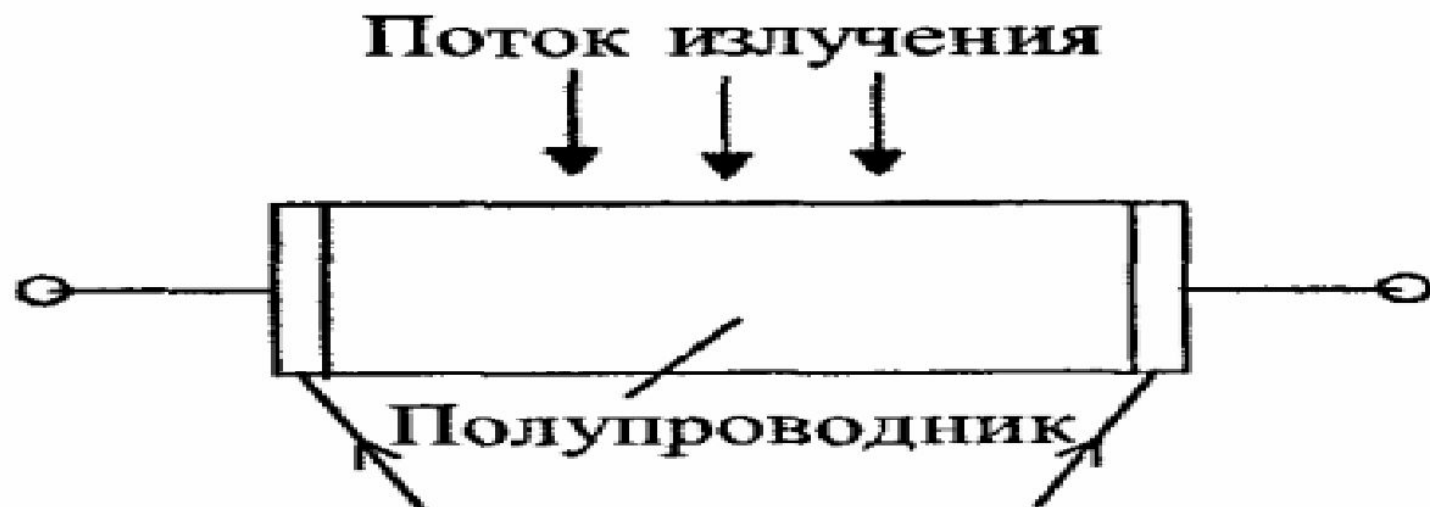 Поток излучения
Полупроводник